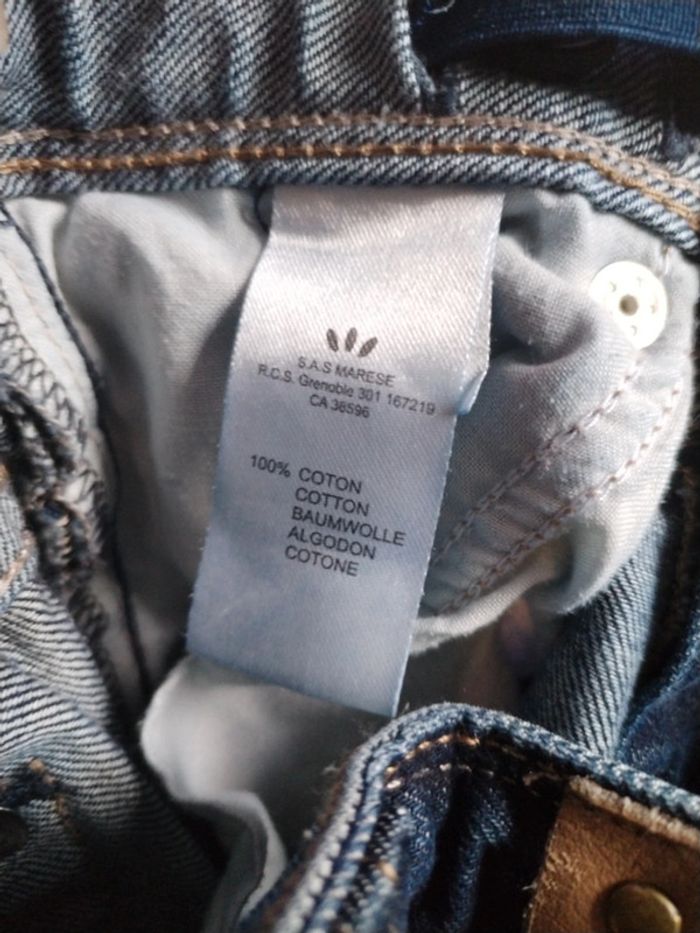 S.A.S MARESE
R.C.S. Grenoble 301 167219
CA 38596
100% COTON
COTTON
BAUMWOLLE
ALGODON
COTONE